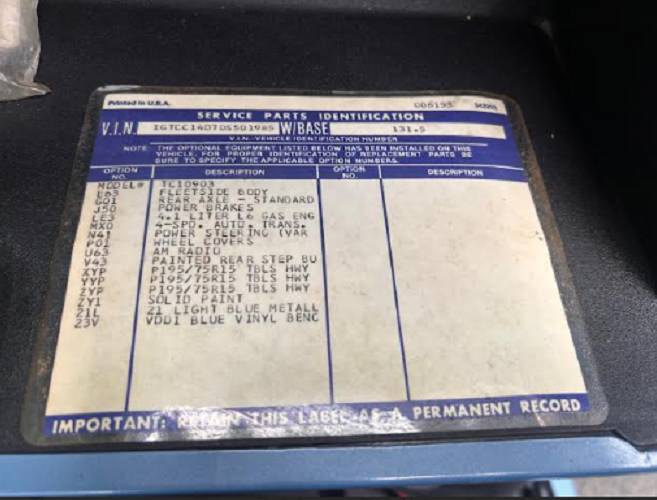 Printed in U.S.A.
SERVICE PARTS IDENTIFICATION
V.I.N. W/BASE 131.5
V.I.N.-VEHICLE IDENTIFICATION NUMBER
NOTE: THE OPTIONAL EQUIPMENT LISTED BELOW HAS BEEN INSTALLED ON THIS
VEHICLE. FOR PROPER IDENTIFICATION OF REPLACEMENT PARTS BE
SURE TO SPECIFY THE APPLICABLE OPTION NUMBERS.
OPTION NO. DESCRIPTION OPTION NO. DESCRIPTION
MODEL# TC10903
E63 FLEETSIDE BODY
G01 REAR AXLE - STANDARD
J50 POWER BRAKES
LE3 4.1 LITER L6 GAS ENG
MX0 4-SPD. AUTO. TRANS.
N41 POWER STEERING (VAR
P01 WHEEL COVERS
U63 AM RADIO
V43 PAINTED REAR STEP BU
XYP P195/75R15 TBLS HWY
YYP P195/75R15 TBLS HWY
ZYP P195/75R15 TBLS HWY
ZY1 SOLID PAINT
21L 21 LIGHT BLUE METALL
23V VDDI BLUE VINYL BENC
IMPORTANT: RETAIN THIS LABEL AS A PERMANENT RECORD